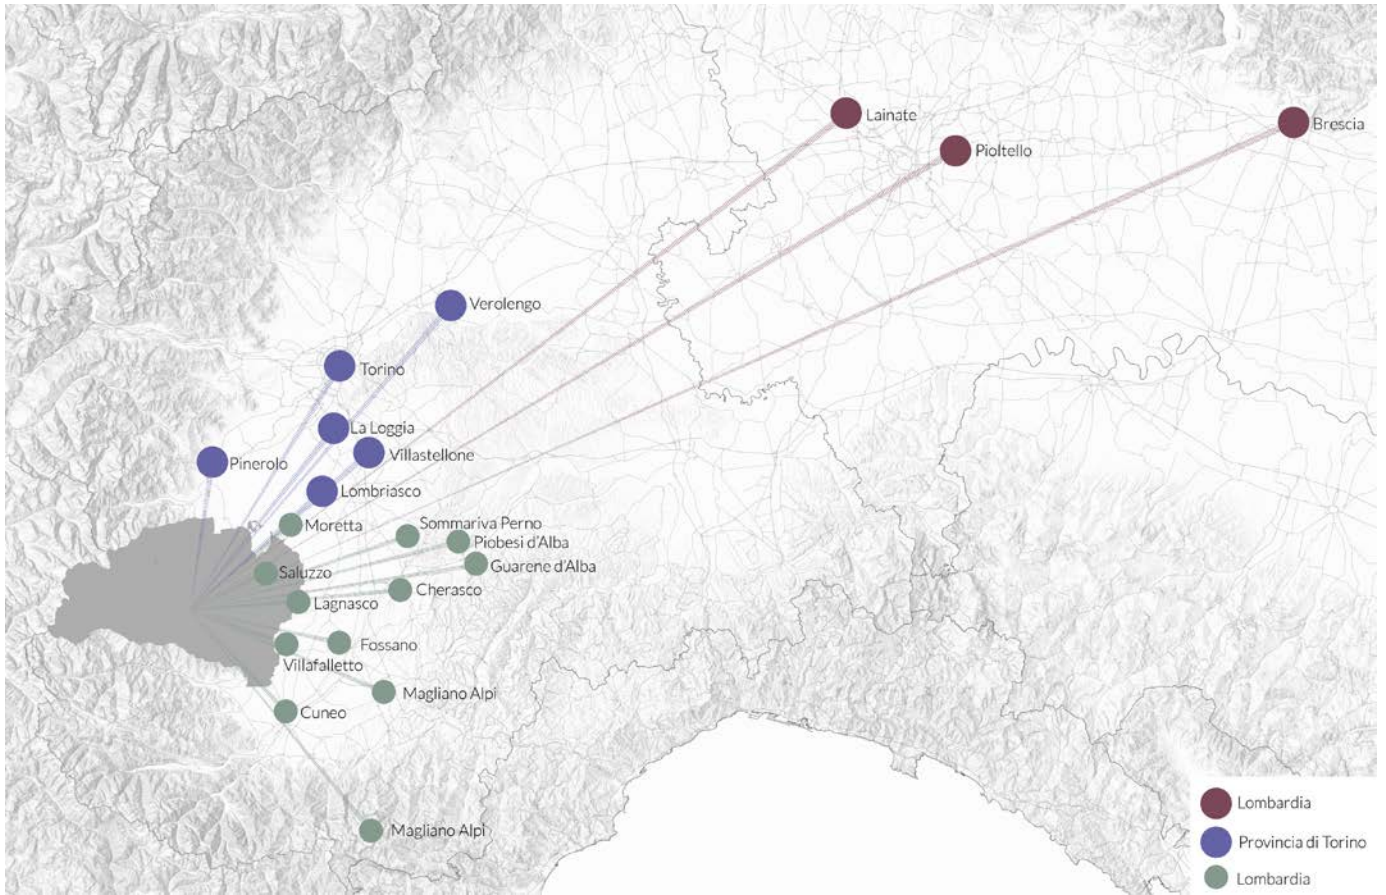 Lainate
Brescia
Pioltello
Verolengo
Torino
La Loggia
Villastellone
Pinerolo
Lombriasco
Moretta
Sommariva Perno
Piobesi d'Alba
Guarene d'Alba
Saluzzo
Cherasco
Lagnasco
Fossano
Villafalletto
Magliano Alpi
Cuneo
Magliano Alpi
Lombardia
Provincia di Torino
Lombardia